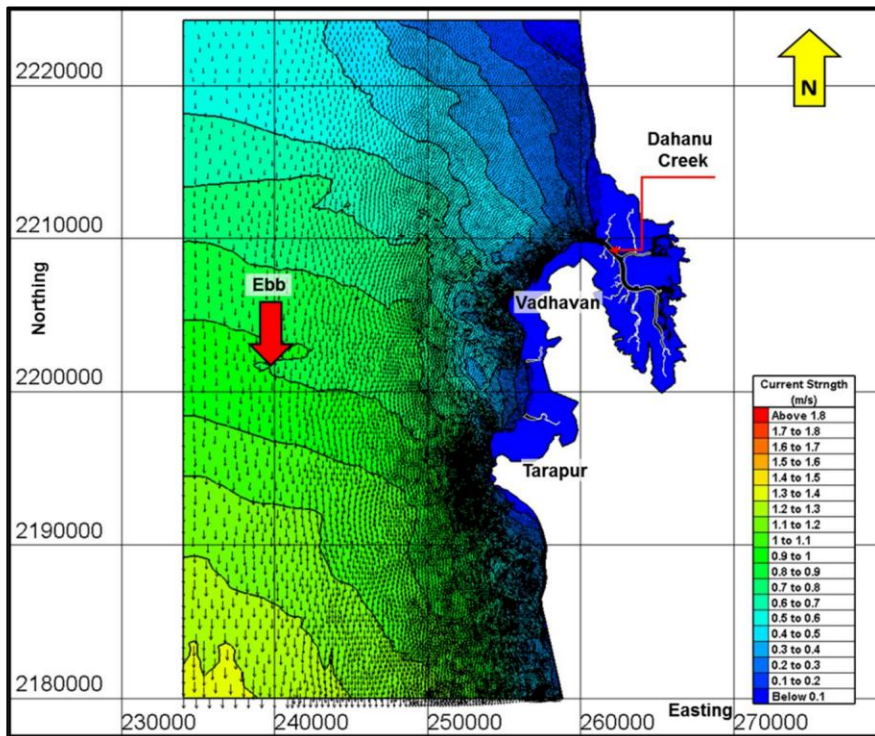 2220000
N
Dahanu
Creek
2210000
Northing
Ebb
Vadhavan
2200000
Current Strngth
(m/s)
Above 1.8
1.7 to 1.8
1.6 to 1.7
1.5 to 1.6
1.4 to 1.5
1.3 to 1.4
1.2 to 1.3
1.1 to 1.2
1 to 1.1
0.9 to 1
0.8 to 0.9
0.7 to 0.8
0.6 to 0.7
0.5 to 0.6
0.4 to 0.5
0.3 to 0.4
0.2 to 0.3
0.1 to 0.2
Below 0.1
Tarapur
2190000
2180000
Easting
2300000
2400000
2500000
2600000
2700000